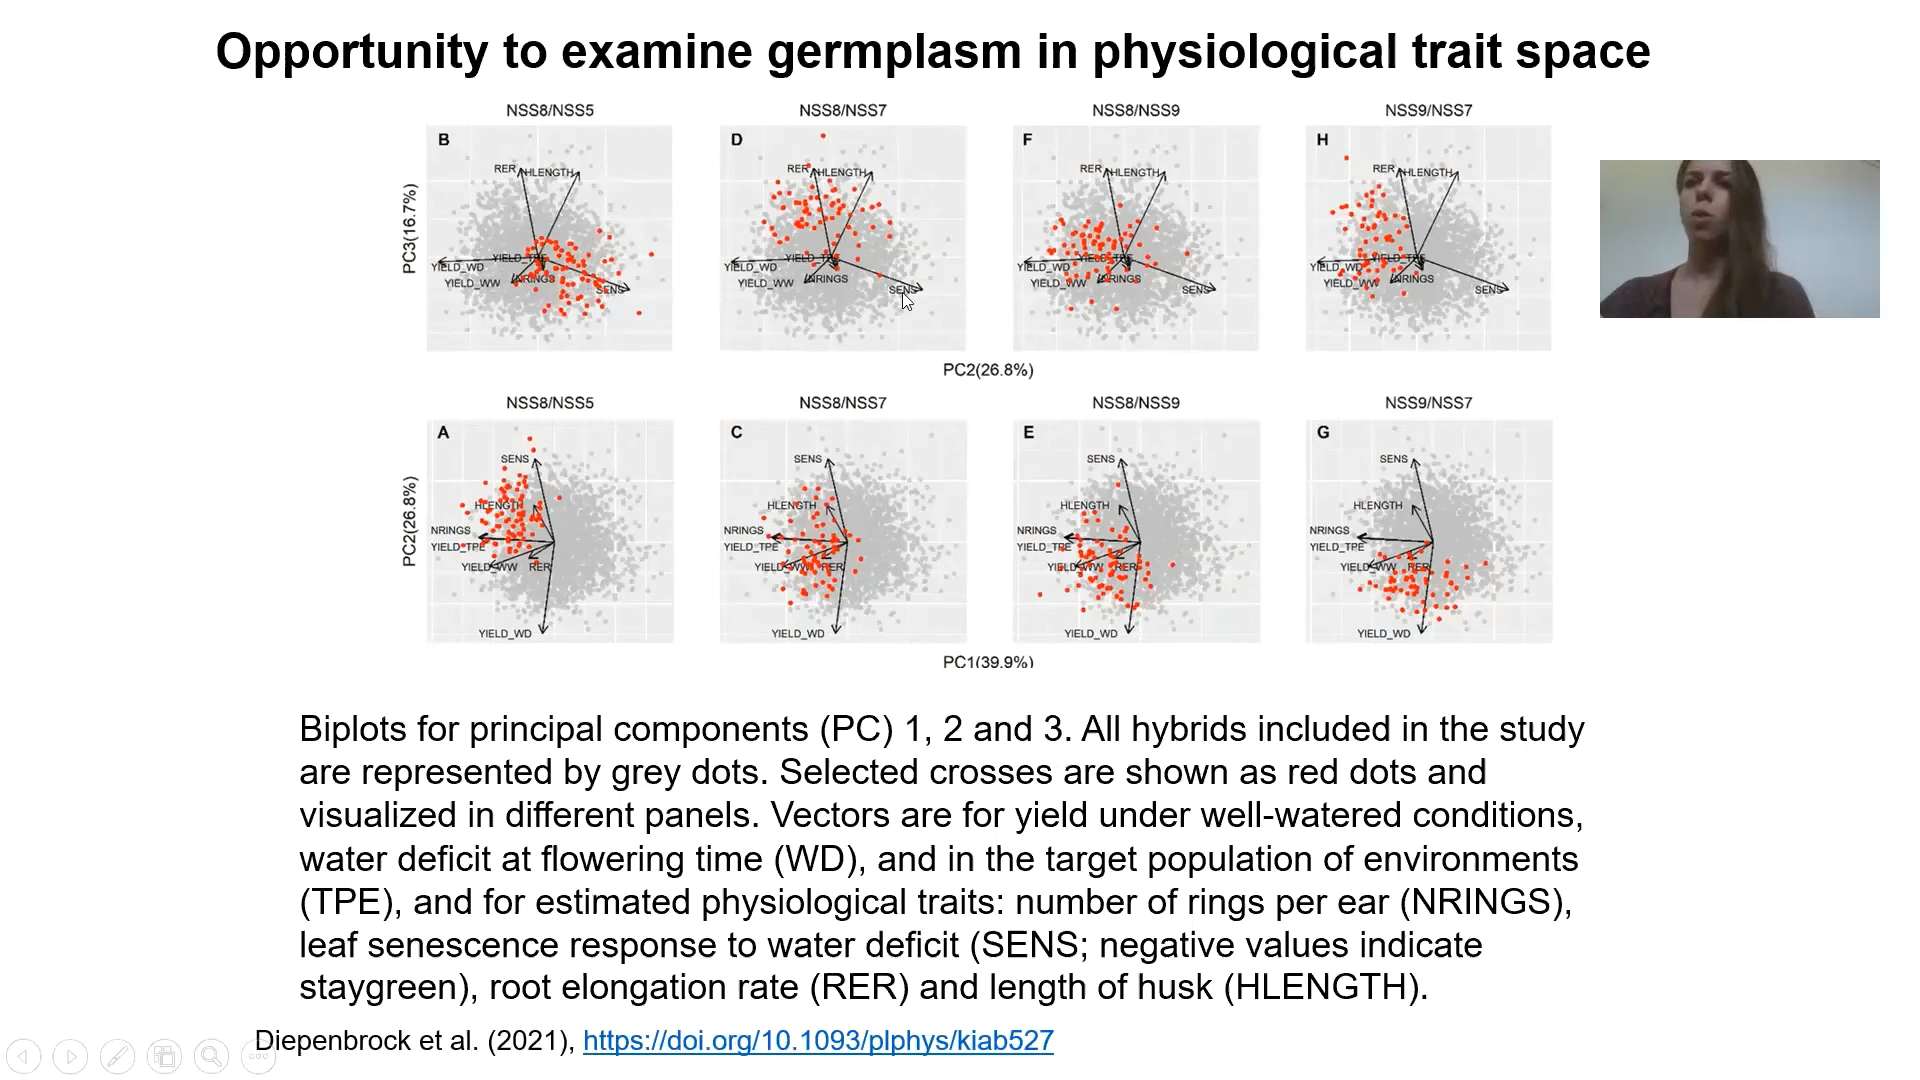 Opportunity to examine germplasm in physiological trait space
NSS8/NSS5
NSS8/NSS7
NSS8/NSS9
NSS9/NSS7
B
RER
HLENGTH
YIELD_WD
YIELD_TPE
YIELD_WW
NRINGS
SENS
D
RER
HLENGTH
YIELD_WD
YIELD_TPE
YIELD_WW
NRINGS
SENS
F
RER
HLENGTH
YIELD_WD
YIELD_TPE
YIELD_WW
NRINGS
SENS
H
RER
HLENGTH
YIELD_WD
YIELD_TPE
YIELD_WW
NRINGS
SENS
PC3(16.7%)
PC2(26.8%)
NSS8/NSS5
NSS8/NSS7
NSS8/NSS9
NSS9/NSS7
A
SENS
HLENGTH
NRINGS
YIELD_TPE
YIELD_WW
RER
YIELD_WD
C
SENS
HLENGTH
NRINGS
YIELD_TPE
YIELD_WW
RER
YIELD_WD
E
SENS
HLENGTH
NRINGS
YIELD_TPE
YIELD_WW
RER
YIELD_WD
G
SENS
HLENGTH
NRINGS
YIELD_TPE
YIELD_WW
RER
YIELD_WD
PC2(26.8%)
PC1(39.9%)
Biplots for principal components (PC) 1, 2 and 3. All hybrids included in the study
are represented by grey dots. Selected crosses are shown as red dots and
visualized in different panels. Vectors are for yield under well-watered conditions,
water deficit at flowering time (WD), and in the target population of environments
(TPE), and for estimated physiological traits: number of rings per ear (NRINGS),
leaf senescence response to water deficit (SENS; negative values indicate
staygreen), root elongation rate (RER) and length of husk (HLENGTH).
Diepenbrock et al. (2021), https://doi.org/10.1093/plphys/kiab527